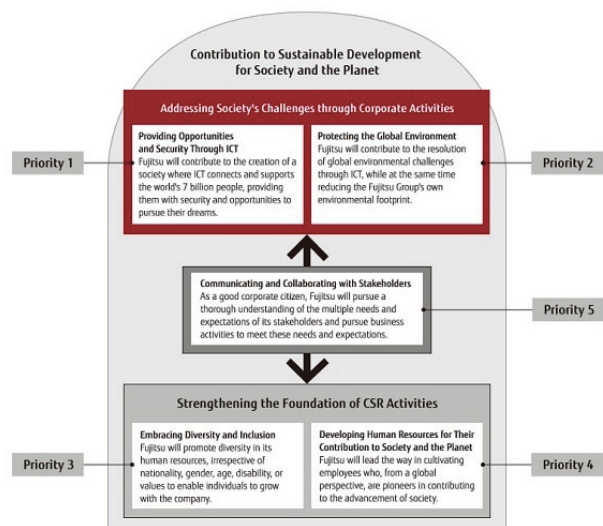 Contribution to Sustainable Development
for Society and the Planet
Addressing Society's Challenges through Corporate Activities
Priority 1
Providing Opportunities
and Security Through ICT
Fujitsu will contribute to the creation of a
society where ICT connects and supports
the world's 7 billion people, providing
them with security and opportunities to
pursue their dreams.
Protecting the Global Environment
Fujitsu will contribute to the resolution
of global environmental challenges
through ICT, while at the same time
reducing the Fujitsu Group's own
environmental footprint.
Priority 2
Communicating and Collaborating with Stakeholders
As a good corporate citizen, Fujitsu will pursue a
thorough understanding of the multiple needs and
expectations of its stakeholders and pursue business
activities to meet these needs and expectations.
Priority 5
Strengthening the Foundation of CSR Activities
Priority 3
Embracing Diversity and Inclusion
Fujitsu will promote diversity in its
human resources, irrespective of
nationality, gender, age, disability, or
values to enable individuals to grow
with the company.
Developing Human Resources for Their
Contribution to Society and the Planet
Fujitsu will lead the way in cultivating
employees who, from a global
perspective, are pioneers in contributing
to the advancement of society.
Priority 4